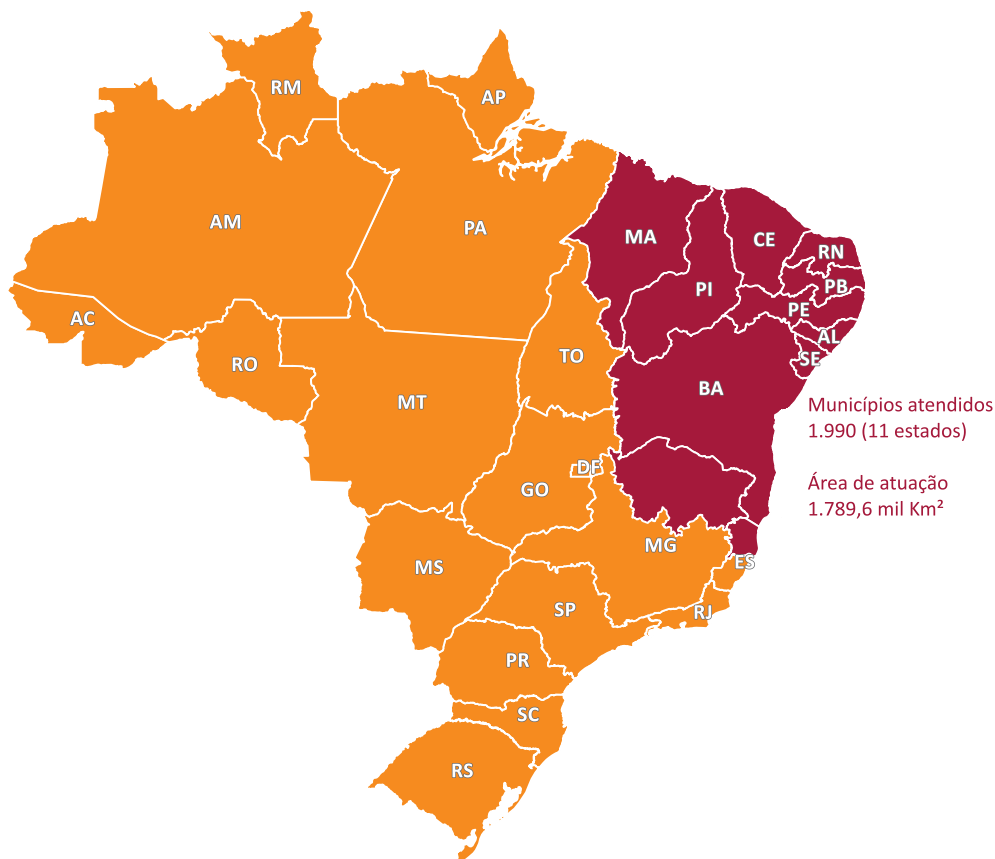 RM
AP
AM
PA
MA
CE
RN
PI
PB
PE
AC
AL
TO
SE
RO
BA
MT
Municípios atendidos
1.990 (11 estados)
DF
GO
Área de atuação
1.789,6 mil Km²
MG
ES
MS
SP
RJ
PR
SC
RS